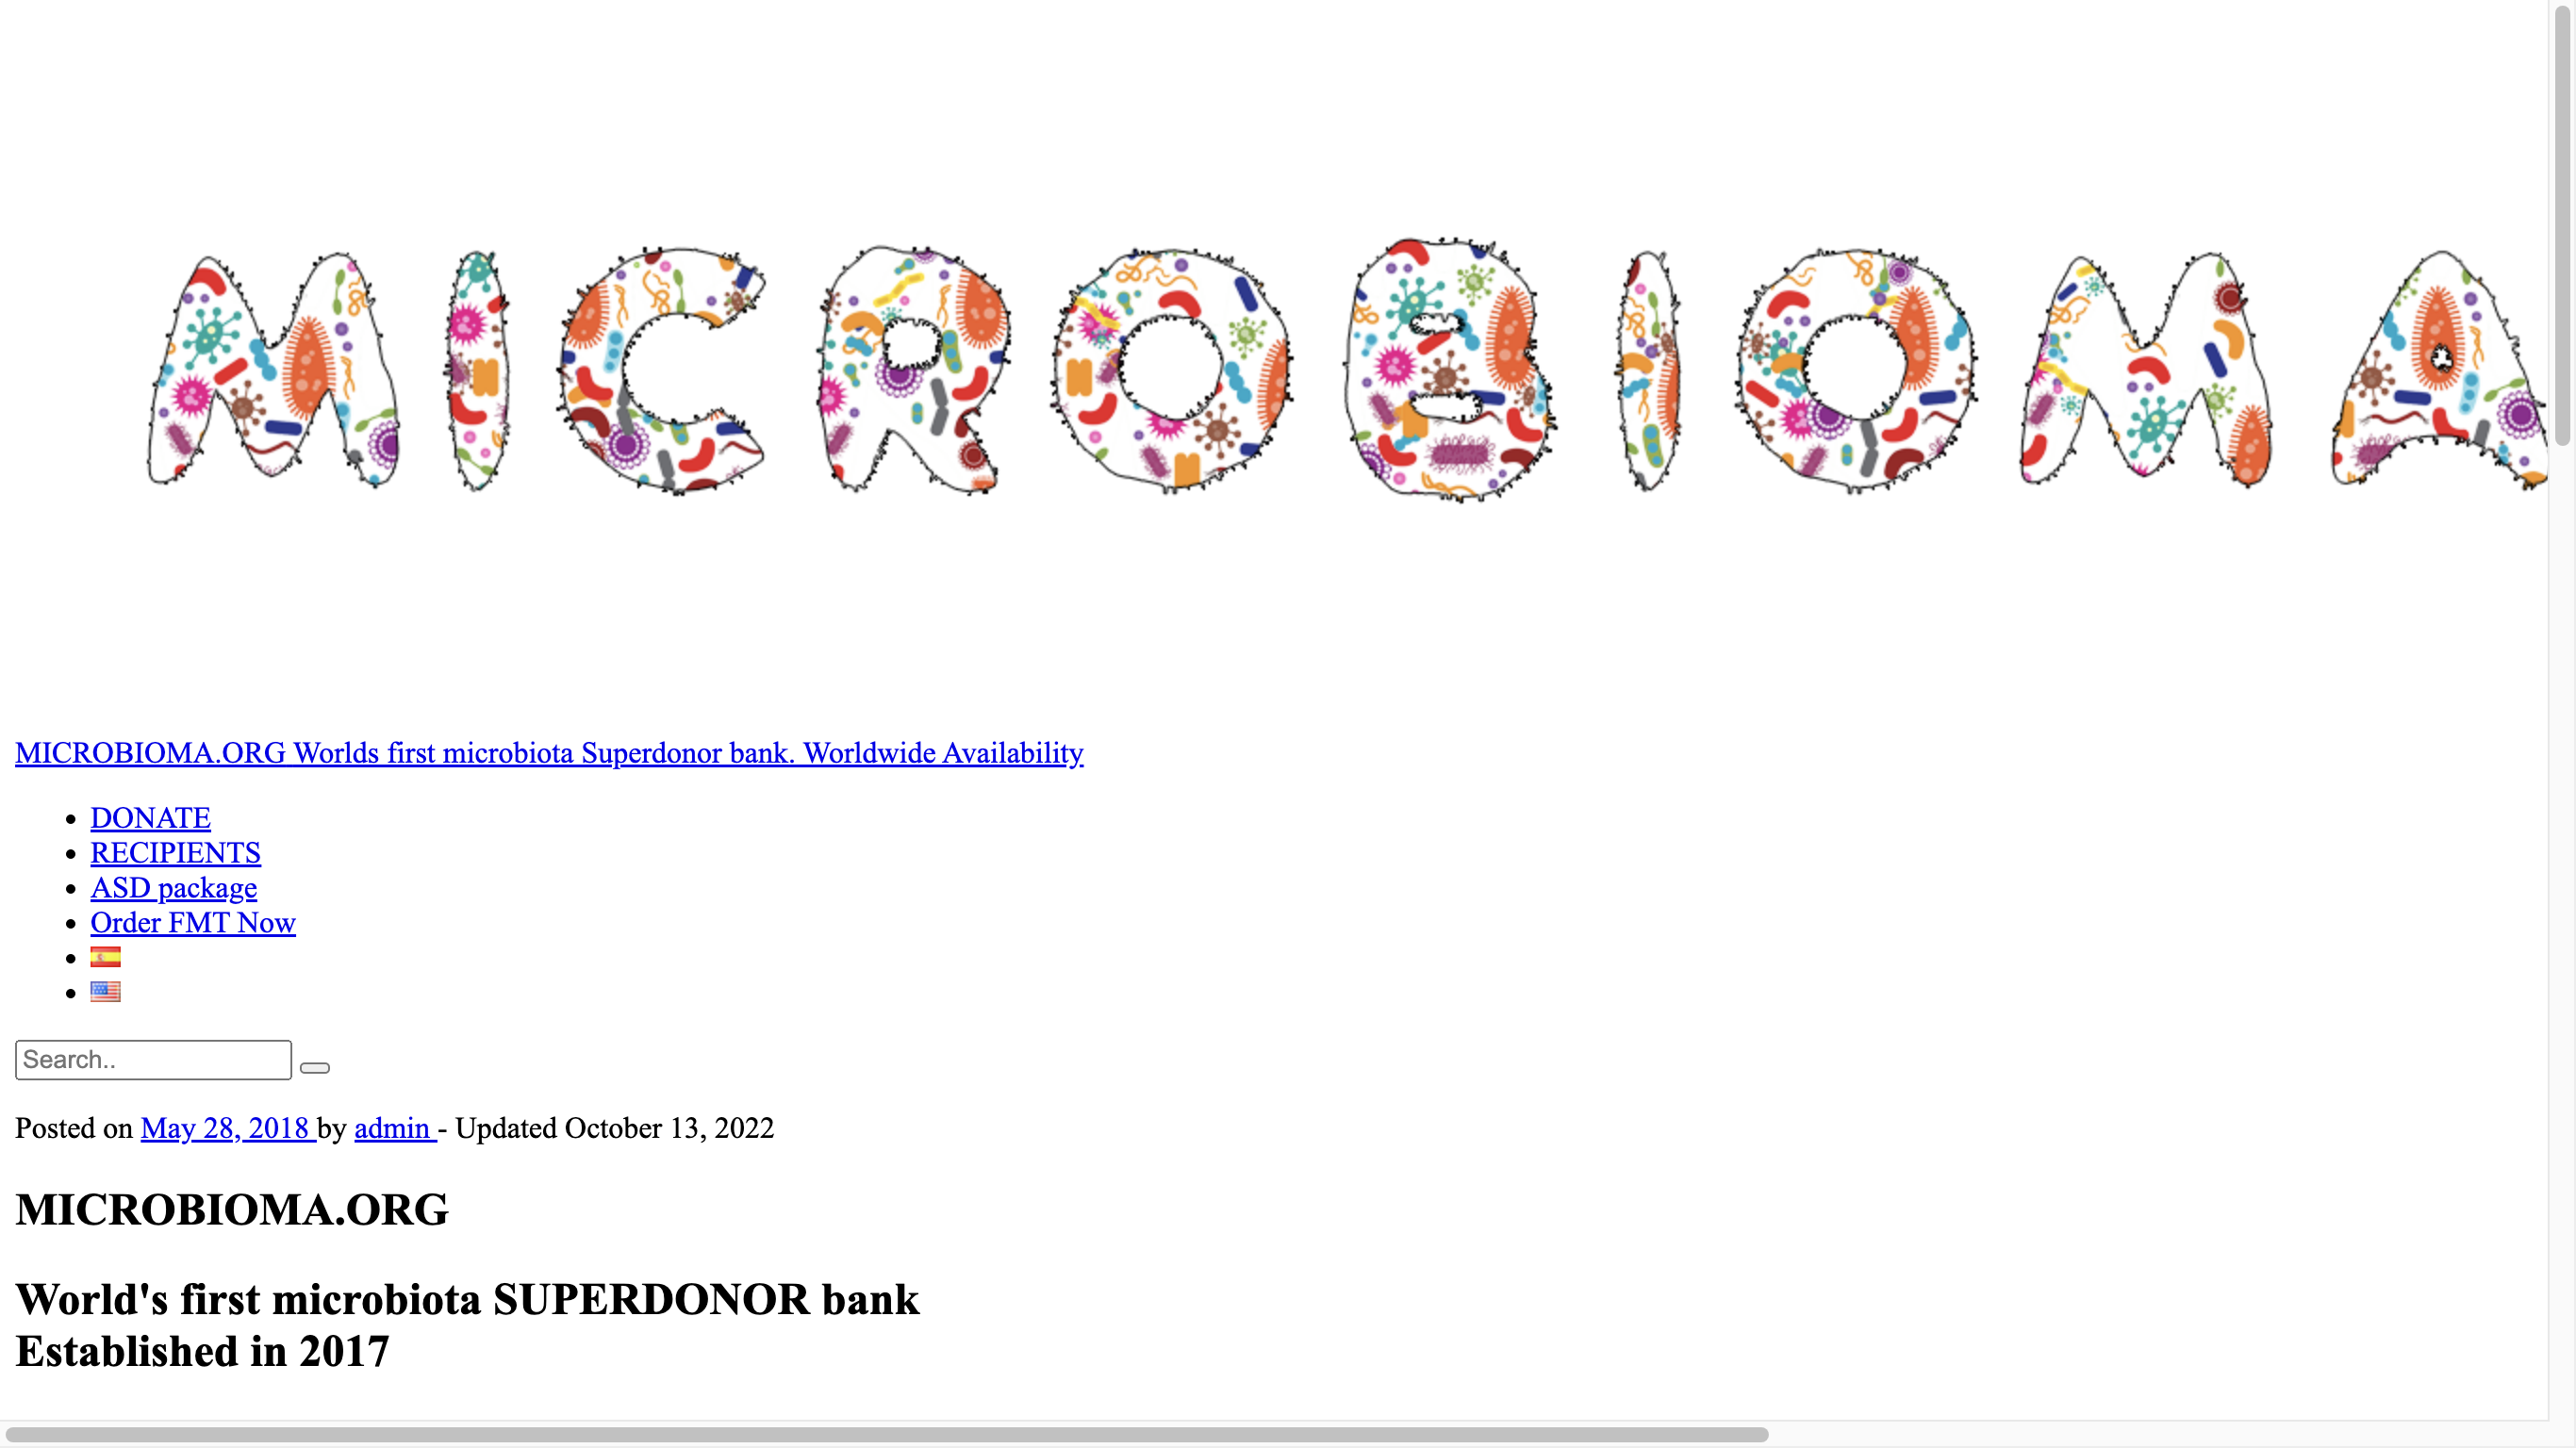 MICROBIOMA
MICROBIOMA.ORG Worlds first microbiota Superdonor bank. Worldwide Availability
DONATE
RECIPIENTS
ASD package
Order FMT Now
Search..
Posted on May 28, 2018 by admin - Updated October 13, 2022
MICROBIOMA.ORG
World's first microbiota SUPERDONOR bank
Established in 2017